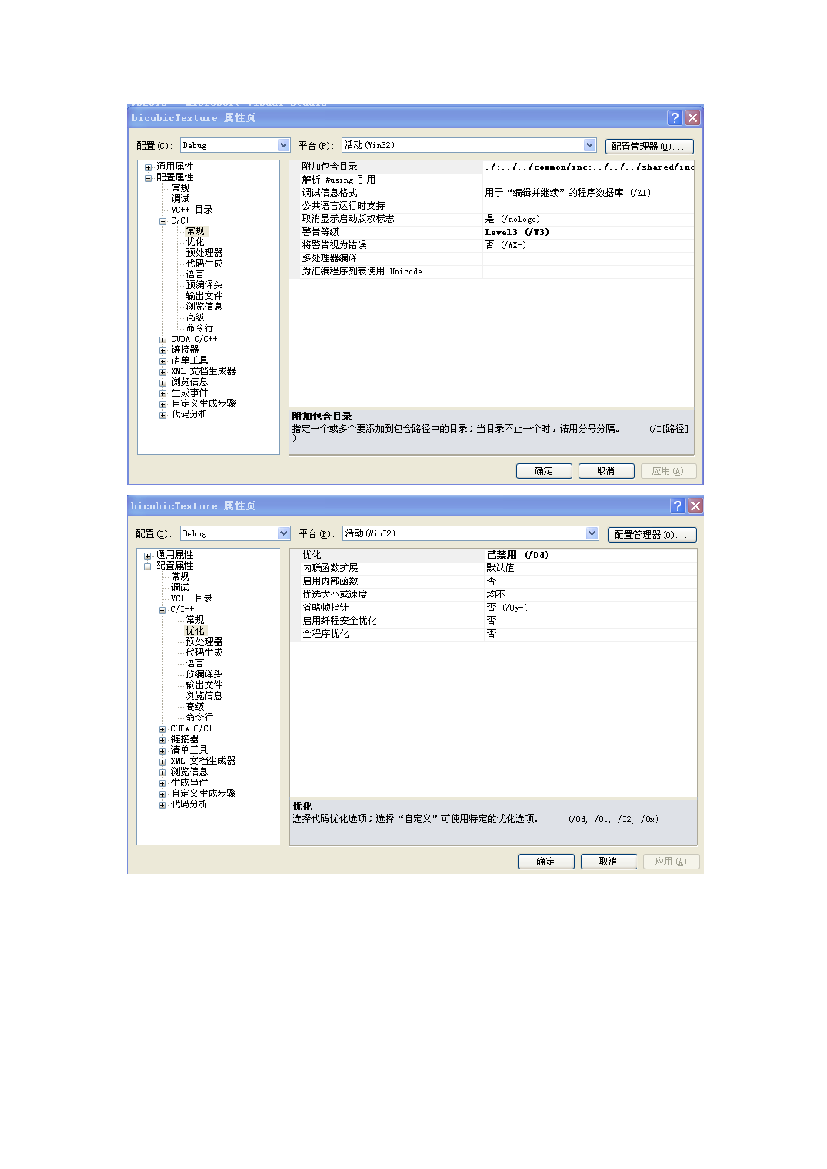 bicubicTexture 属性页
配置(C): Debug 平台(P): 活动(Win32) 配置管理器(O)...
通用属性
配置属性
常规
调试
VC++ 目录
C/C++
常规
优化
预处理器
代码生成
语言
预编译头
输出文件
浏览信息
高级
命令行
CUDA C/C++
链接器
清单工具
XML 文档生成器
浏览信息
生成事件
自定义生成步骤
代码分析
附加包含目录 ./;../../common/inc;../../../shared/inc
解析 #using 引用
调试信息格式 用于“编辑并继续”的程序数据库 (/ZI)
公共语言运行时支持
取消显示启动版权标志 是 (/nologo)
警告等级 Level3 (/W3)
将警告视为错误 否 (/WX-)
多处理器编译
为汇编程序列表使用 Unicode
附加包含目录
指定一个或多个要添加到包含路径中的目录；当目录不止一个时，请用分号分隔。 (/I[路径]
)
确定 取消 应用(A)
bicubicTexture 属性页
配置(C): Debug 平台(P): 活动(Win32) 配置管理器(O)...
通用属性
配置属性
常规
调试
VC++ 目录
C/C++
常规
优化
预处理器
代码生成
语言
预编译头
输出文件
浏览信息
高级
命令行
CUDA C/C++
链接器
清单工具
XML 文档生成器
浏览信息
生成事件
自定义生成步骤
代码分析
优化 已禁用 (/Od)
内联函数扩展 默认值
启用内部函数 否
优选大小或速度 均不
省略帧指针 否 (/Oy-)
启用纤程安全优化 否
全程序优化 否
优化
选择代码优化选项；选择“自定义”可使用特定的优化选项。 (/Od, /O1, /O2, /Ox)
确定 取消 应用(A)